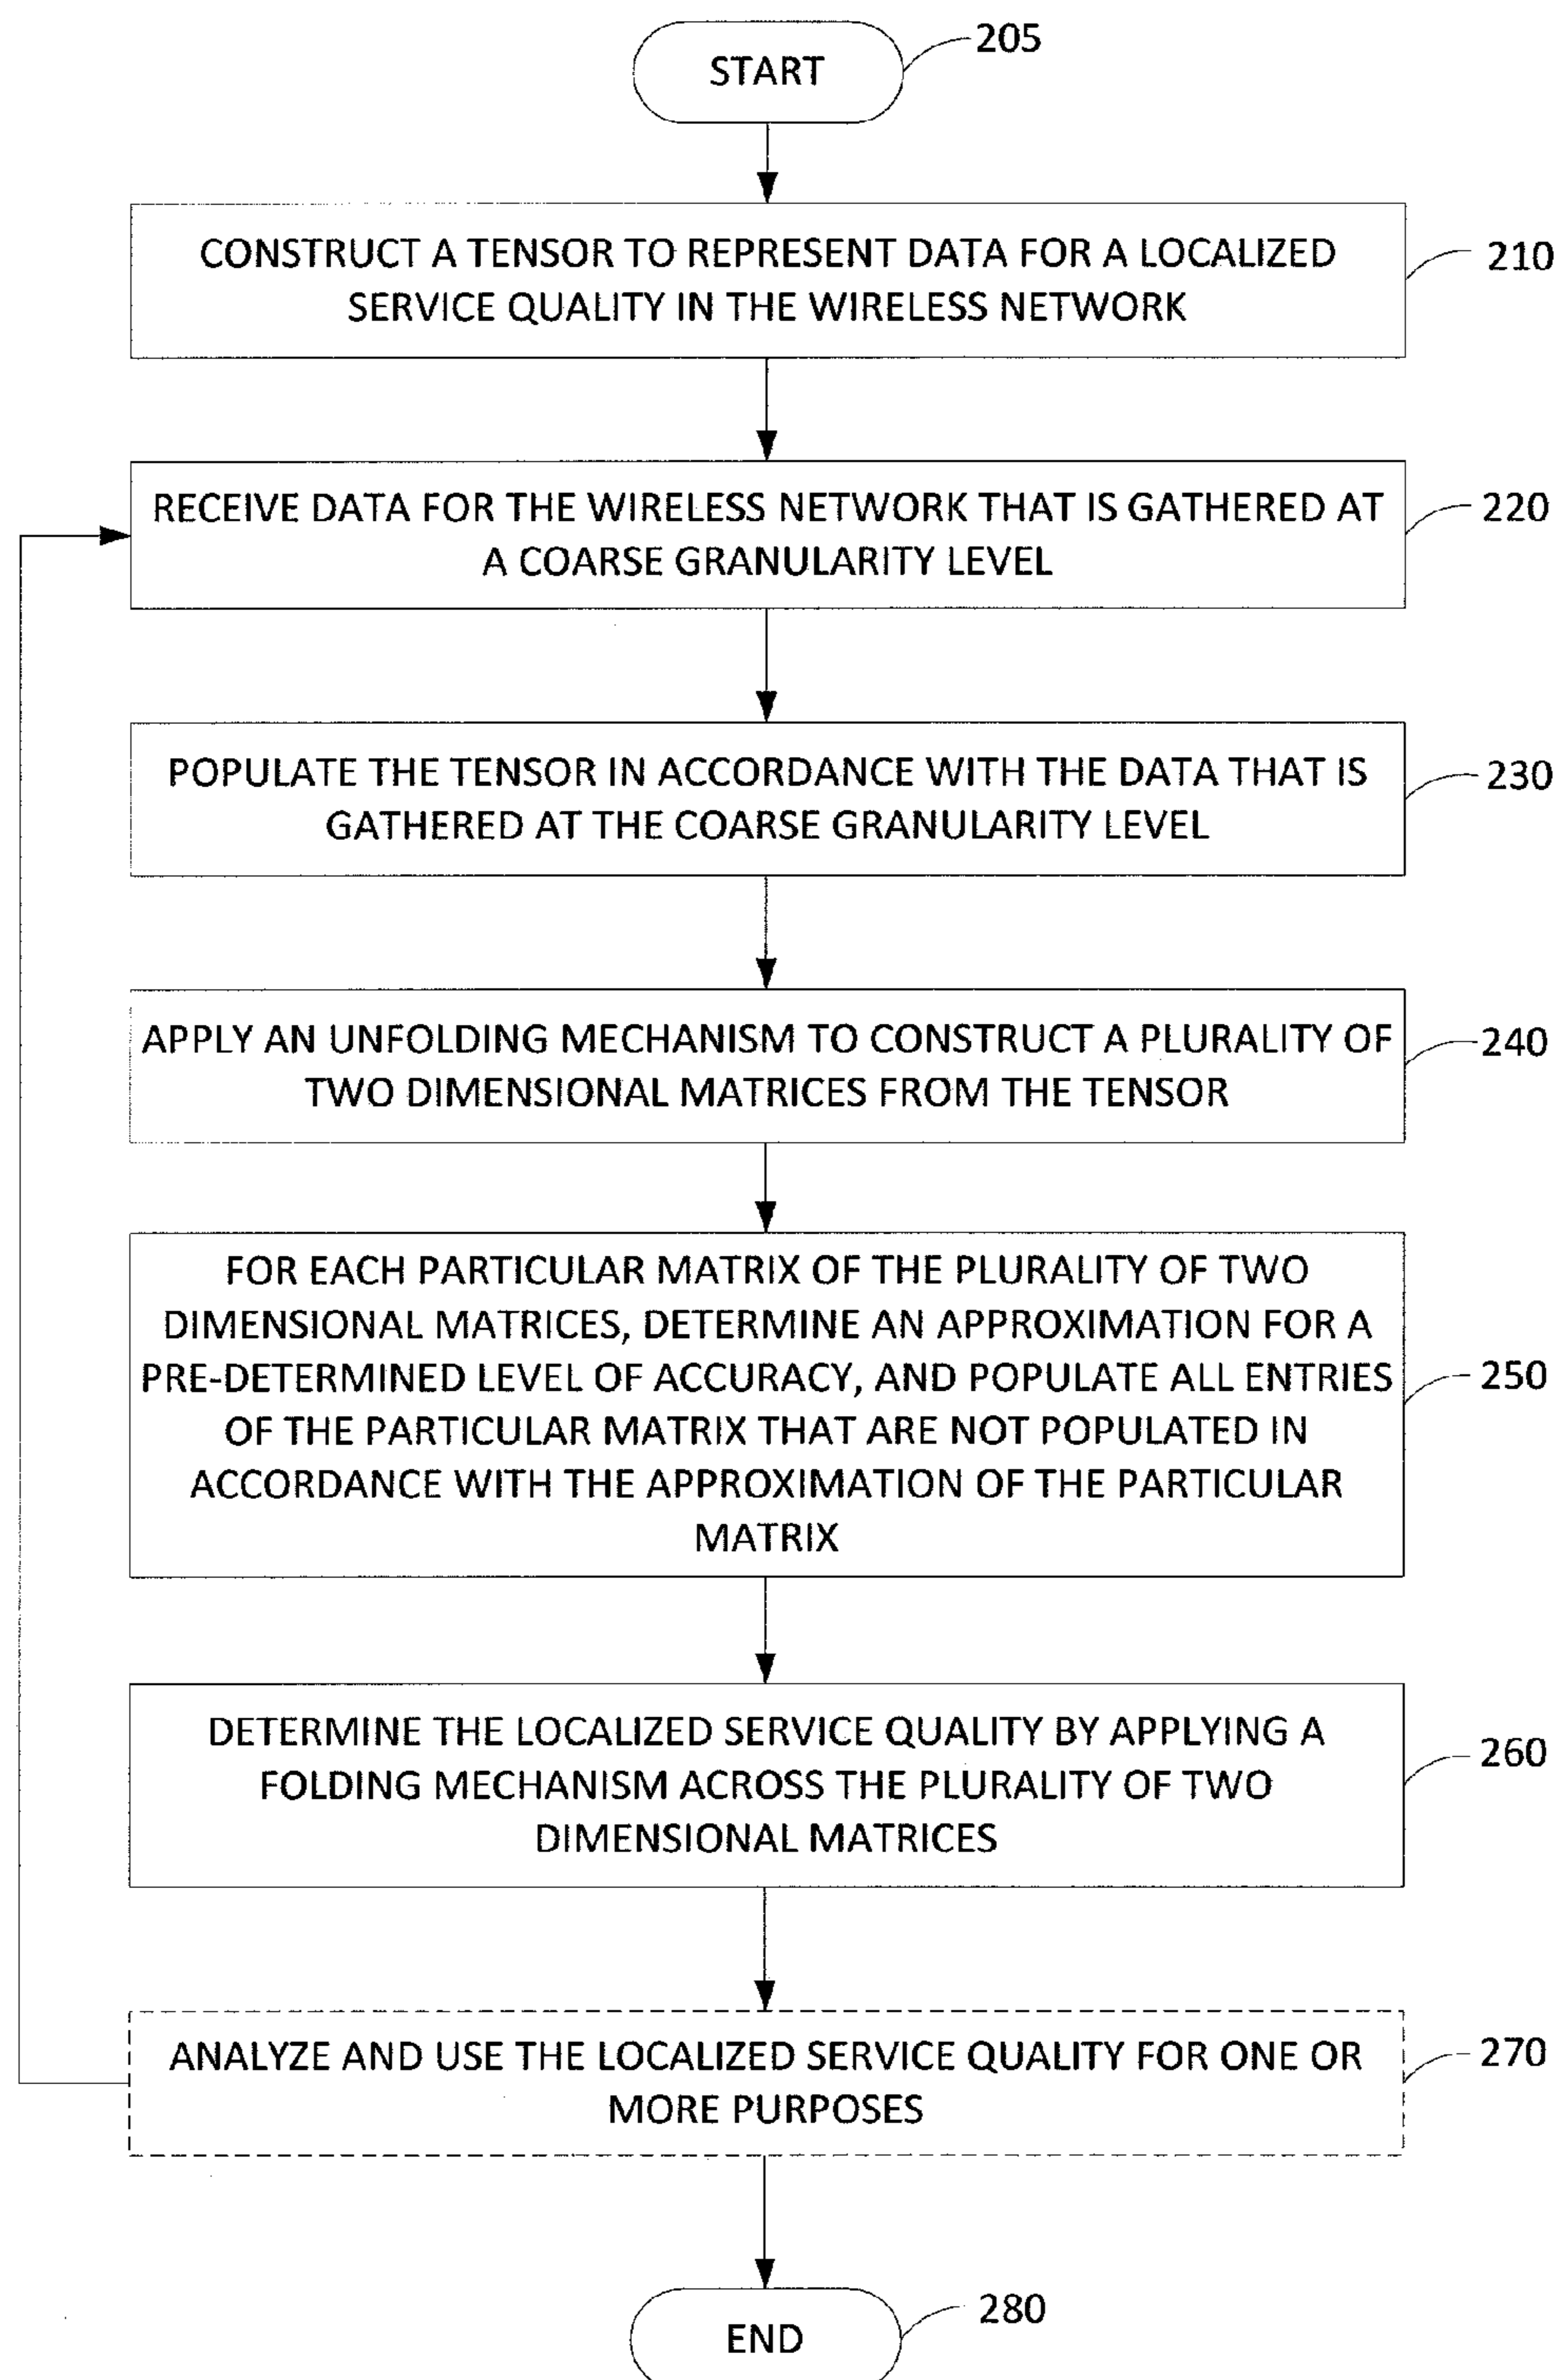 START
205
CONSTRUCT A TENSOR TO REPRESENT DATA FOR A LOCALIZED
SERVICE QUALITY IN THE WIRELESS NETWORK
210
RECEIVE DATA FOR THE WIRELESS NETWORK THAT IS GATHERED AT
A COARSE GRANULARITY LEVEL
220
POPULATE THE TENSOR IN ACCORDANCE WITH THE DATA THAT IS
GATHERED AT THE COARSE GRANULARITY LEVEL
230
APPLY AN UNFOLDING MECHANISM TO CONSTRUCT A PLURALITY OF
TWO DIMENSIONAL MATRICES FROM THE TENSOR
240
FOR EACH PARTICULAR MATRIX OF THE PLURALITY OF TWO
DIMENSIONAL MATRICES, DETERMINE AN APPROXIMATION FOR A
PRE-DETERMINED LEVEL OF ACCURACY, AND POPULATE ALL ENTRIES
OF THE PARTICULAR MATRIX THAT ARE NOT POPULATED IN
ACCORDANCE WITH THE APPROXIMATION OF THE PARTICULAR
MATRIX
250
DETERMINE THE LOCALIZED SERVICE QUALITY BY APPLYING A
FOLDING MECHANISM ACROSS THE PLURALITY OF TWO
DIMENSIONAL MATRICES
260
ANALYZE AND USE THE LOCALIZED SERVICE QUALITY FOR ONE OR
MORE PURPOSES
270
END
280